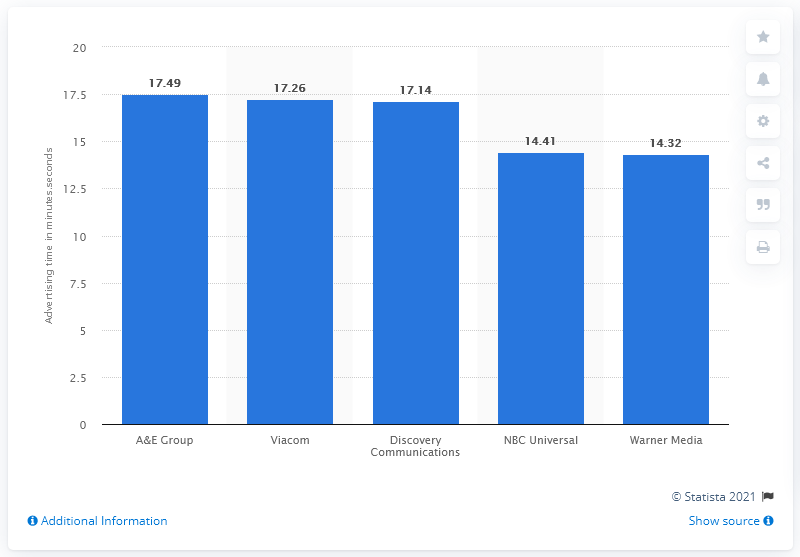 20
17.5
15
12.5
10
7.5
5
2.5
0
Advertising time in minutes.seconds
17.49
17.26
17.14
14.41
14.32
A&E Group
Viacom
Discovery
Communications
NBC Universal
Warner Media
© Statista 2021
Additional Information
Show source